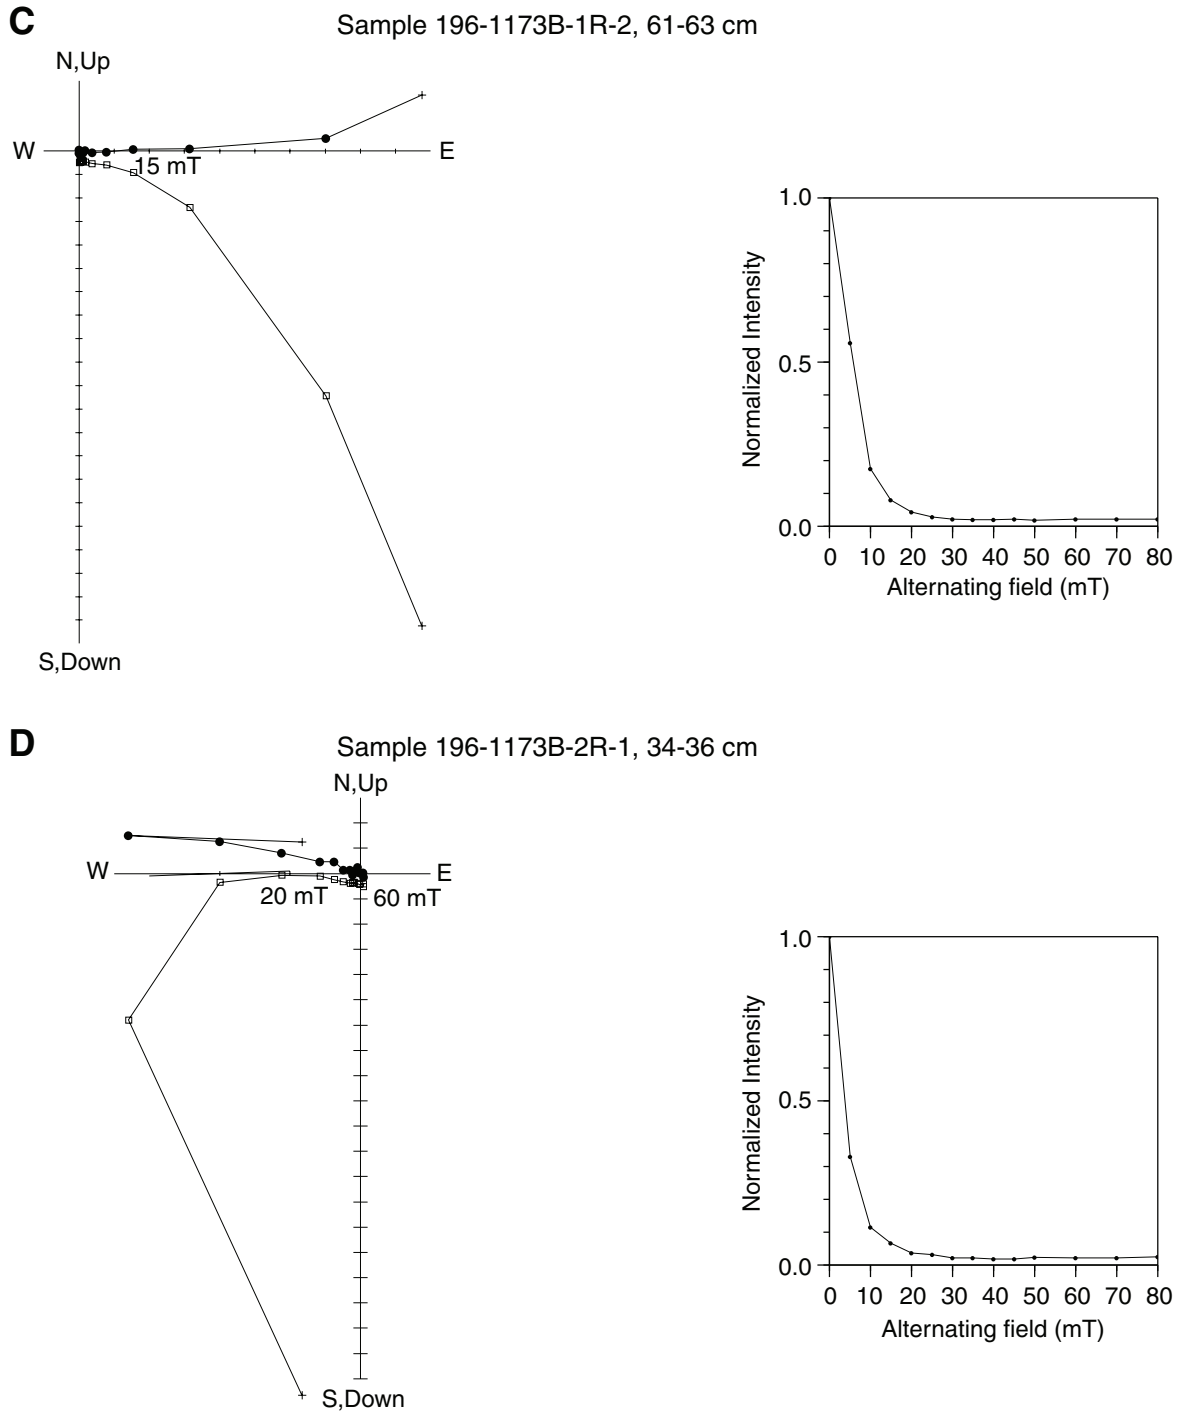 C
Sample 196-1173B-1R-2, 61-63 cm
N,Up
W
E
15 mT
S,Down
1.0
0.5
0.0
Normalized Intensity
0 10 20 30 40 50 60 70 80
Alternating field (mT)
D
Sample 196-1173B-2R-1, 34-36 cm
N,Up
W
E
20 mT
60 mT
S,Down
1.0
0.5
0.0
Normalized Intensity
0 10 20 30 40 50 60 70 80
Alternating field (mT)